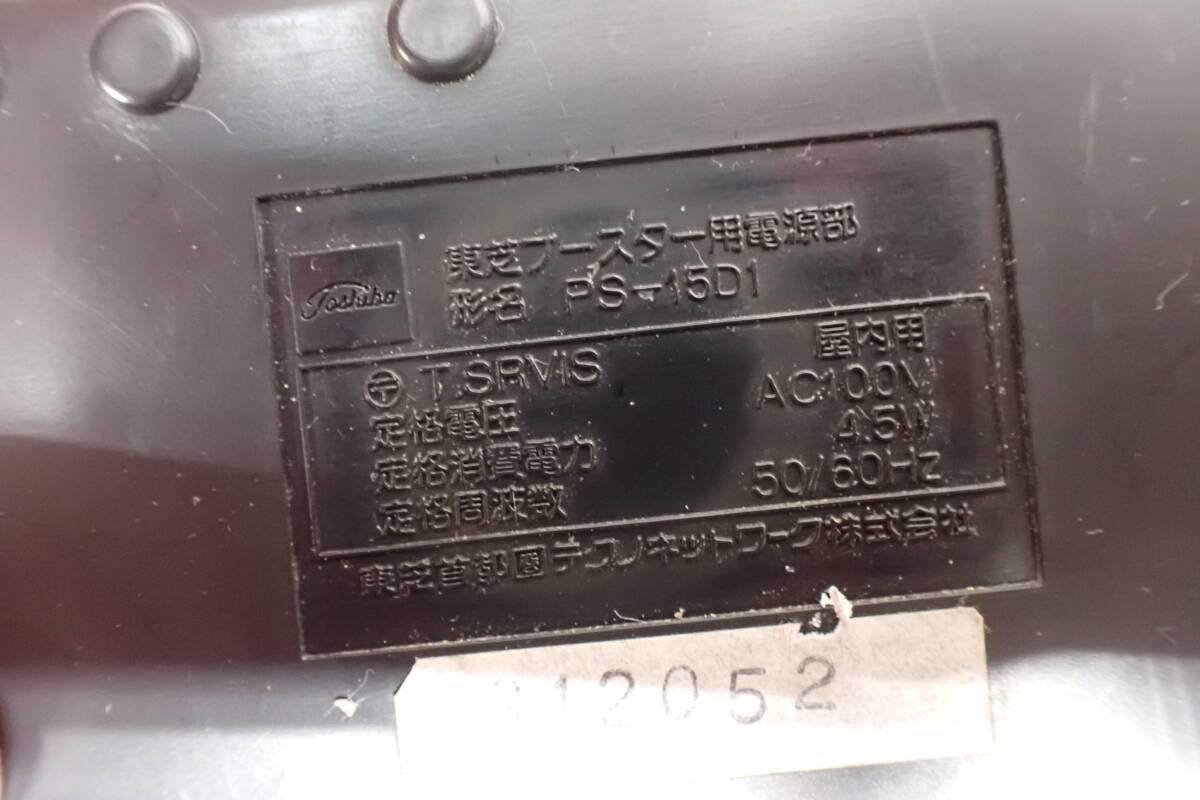 Toshiba
東芝ブースター用電源部
形名 PS-15D1
屋内用
〒 T.SRVIS
定格電圧 AC100V
定格消費電力 4.5W
定格周波数 50/60Hz
東芝首都圏テクノネットワーク株式会社
312052